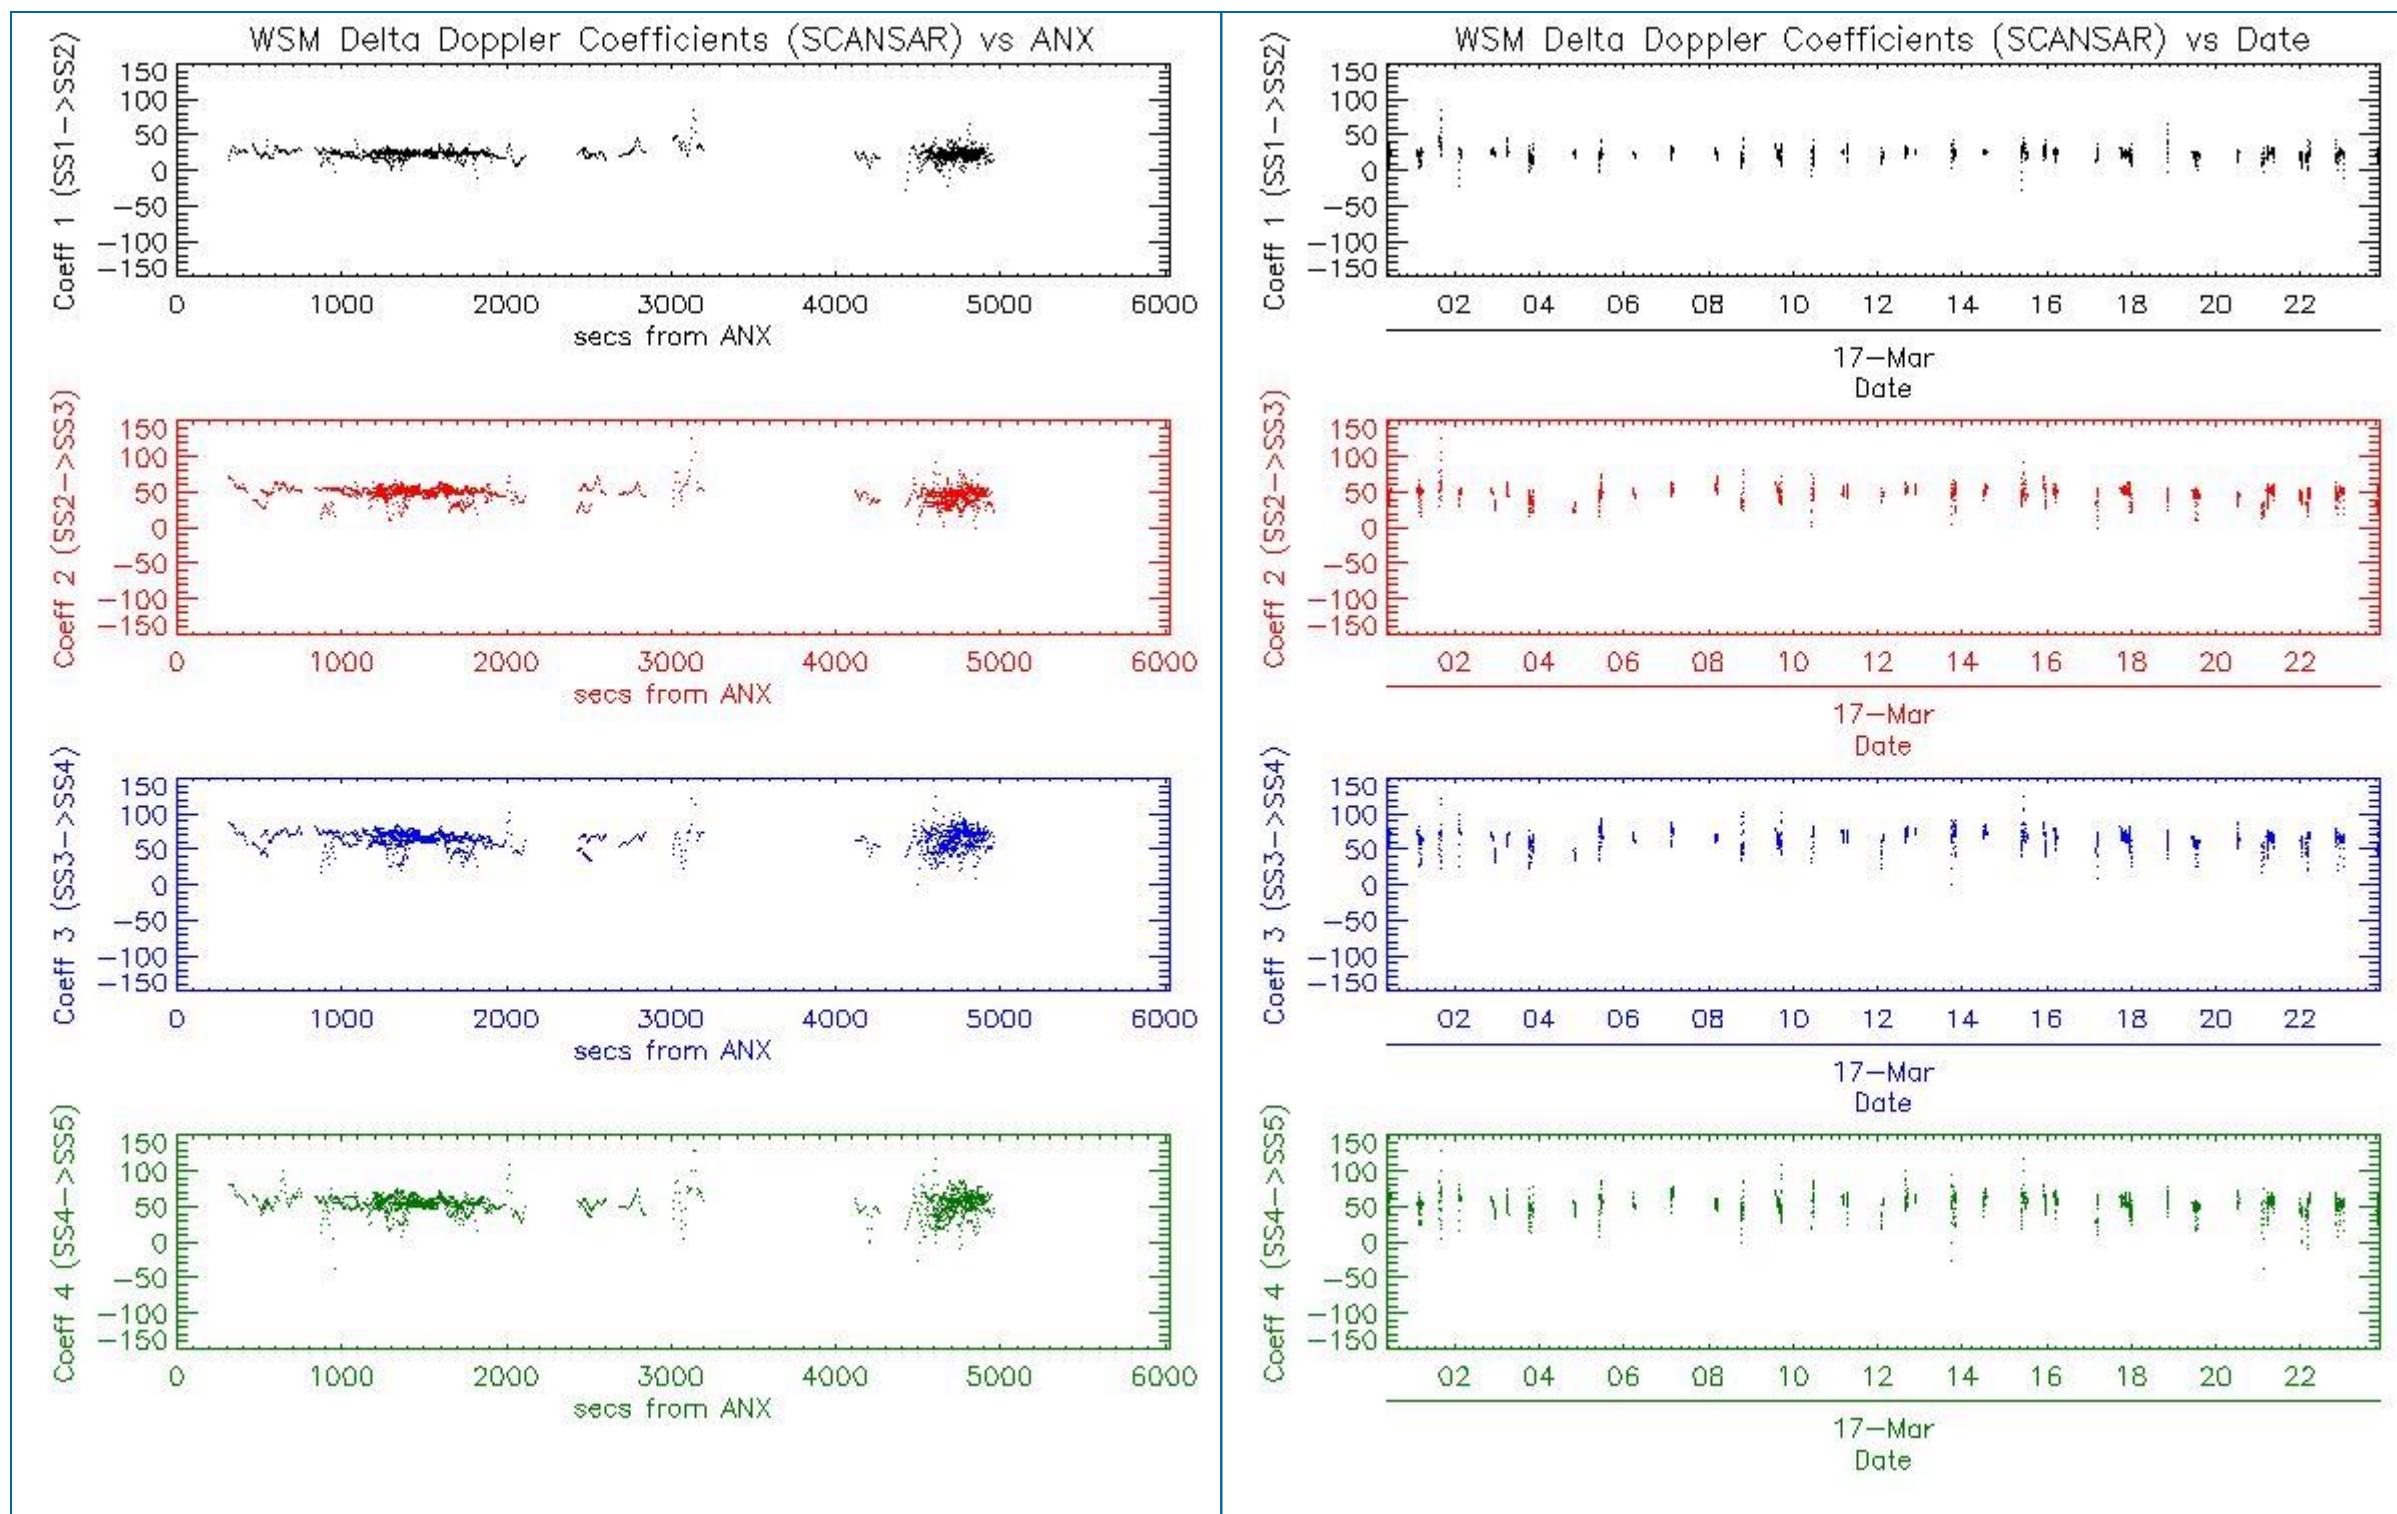 WSM Delta Doppler Coefficients (SCANSAR) vs ANX
Coeff 1 (SS1->SS2)
150
100
50
0
-50
-100
-150
0 1000 2000 3000 4000 5000 6000
secs from ANX
Coeff 2 (SS2->SS3)
150
100
50
0
-50
-100
-150
0 1000 2000 3000 4000 5000 6000
secs from ANX
Coeff 3 (SS3->SS4)
150
100
50
0
-50
-100
-150
0 1000 2000 3000 4000 5000 6000
secs from ANX
Coeff 4 (SS4->SS5)
150
100
50
0
-50
-100
-150
0 1000 2000 3000 4000 5000 6000
secs from ANX
WSM Delta Doppler Coefficients (SCANSAR) vs Date
Coeff 1 (SS1->SS2)
150
100
50
0
-50
-100
-150
02 04 06 08 10 12 14 16 18 20 22
17-Mar
Date
Coeff 2 (SS2->SS3)
150
100
50
0
-50
-100
-150
02 04 06 08 10 12 14 16 18 20 22
17-Mar
Date
Coeff 3 (SS3->SS4)
150
100
50
0
-50
-100
-150
02 04 06 08 10 12 14 16 18 20 22
17-Mar
Date
Coeff 4 (SS4->SS5)
150
100
50
0
-50
-100
-150
02 04 06 08 10 12 14 16 18 20 22
17-Mar
Date